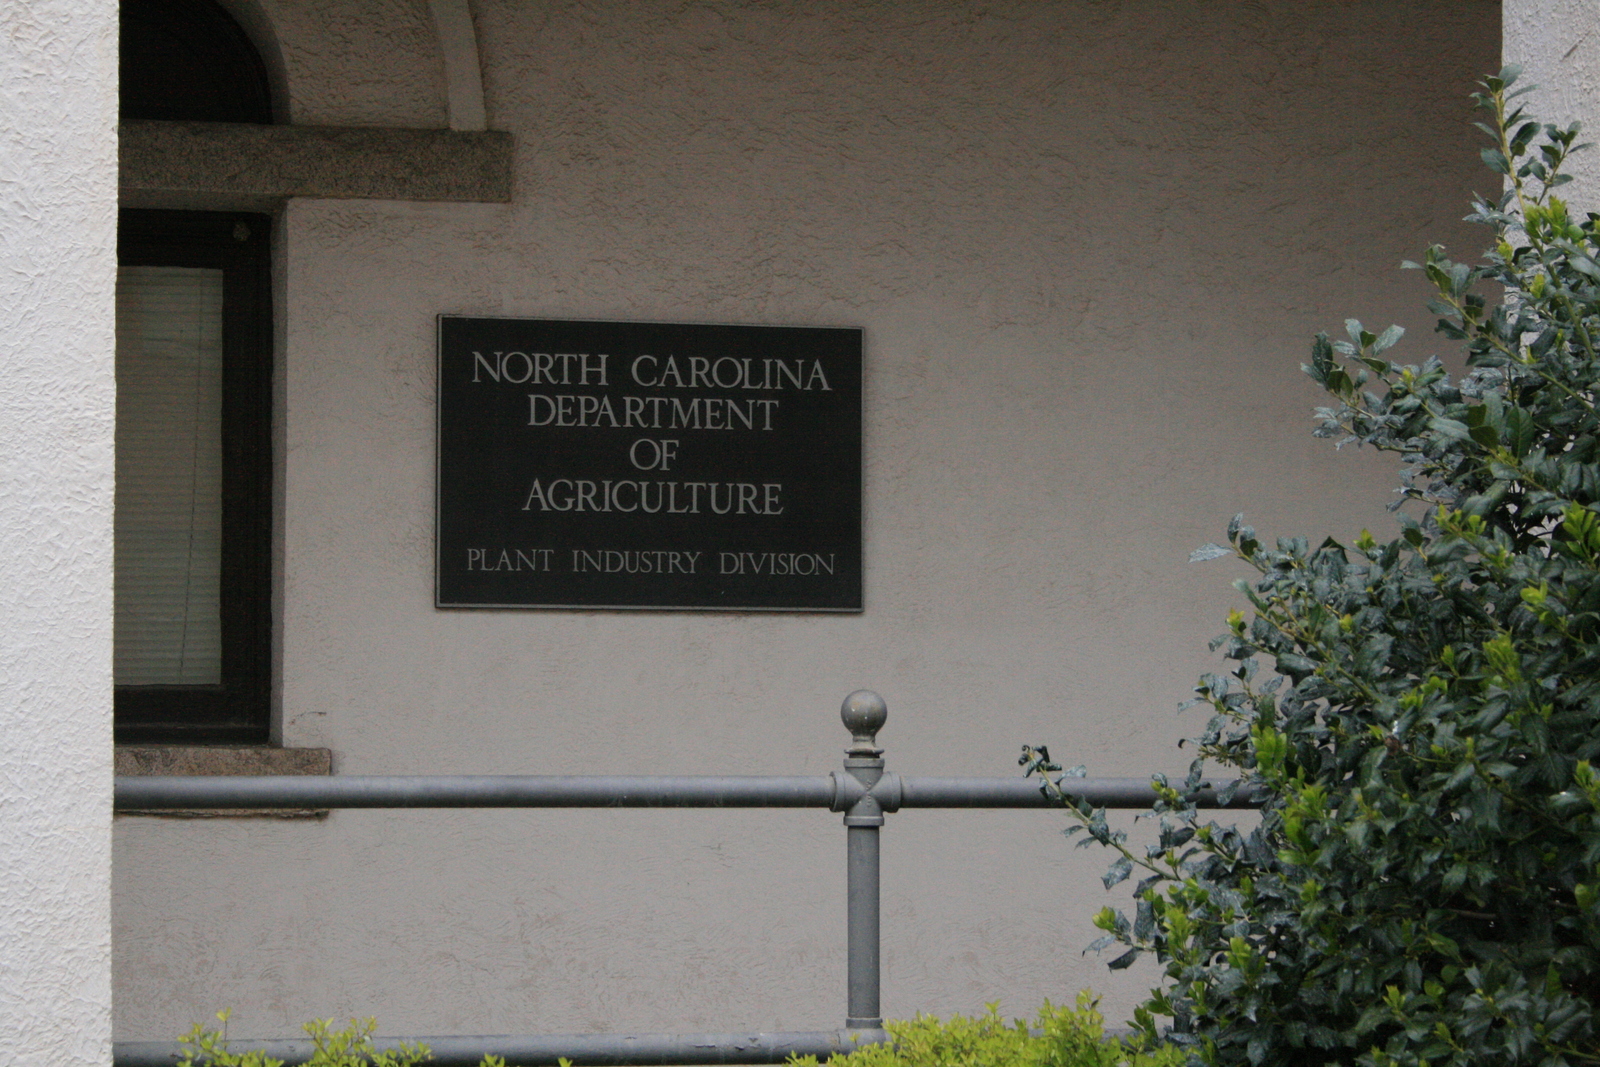 NORTH CAROLINA
DEPARTMENT
OF
AGRICULTURE
PLANT INDUSTRY DIVISION